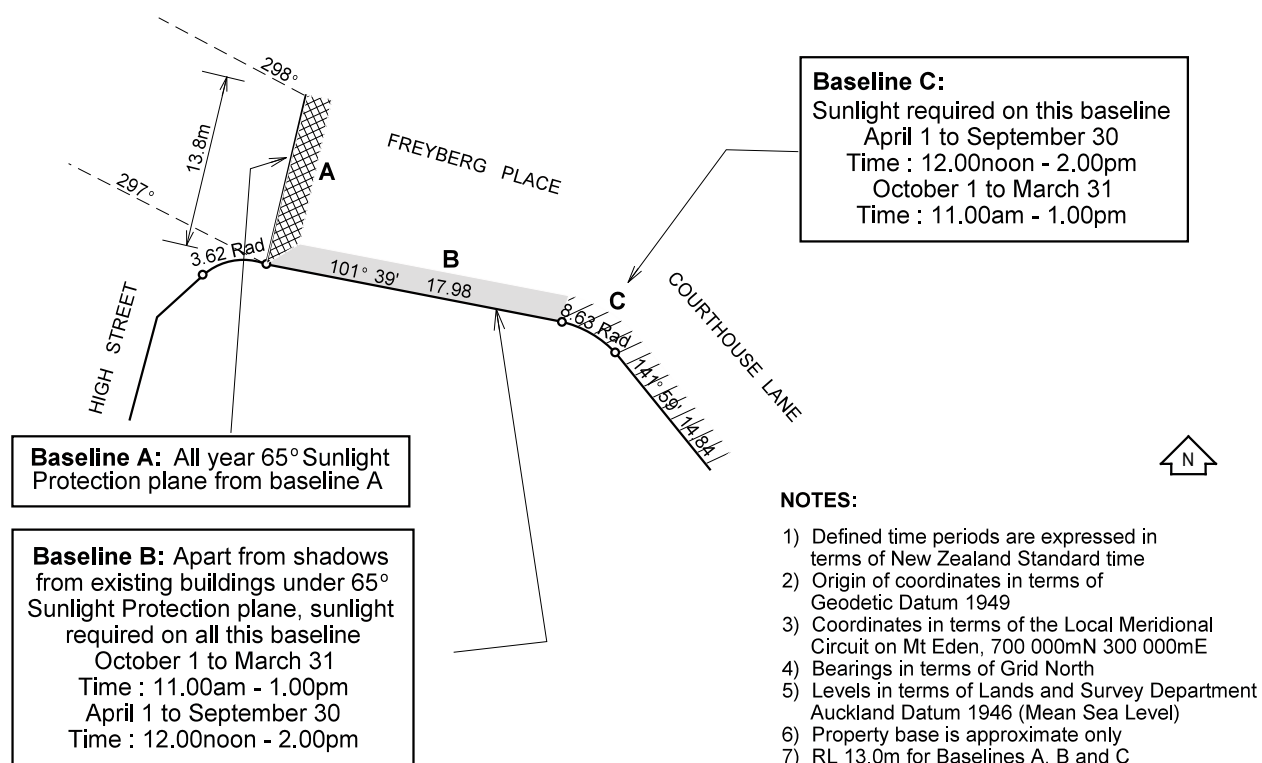 298°
13.8m
A
FREYBERG PLACE
297°
3.62 Rad
B
101° 39' 17.98
C
8.63 Rad
COURTHOUSE LANE
141° 59' 14.84
HIGH STREET
Baseline C:
Sunlight required on this baseline
April 1 to September 30
Time : 12.00noon - 2.00pm
October 1 to March 31
Time : 11.00am - 1.00pm
Baseline A: All year 65° Sunlight
Protection plane from baseline A
Baseline B: Apart from shadows
from existing buildings under 65°
Sunlight Protection plane, sunlight
required on all this baseline
October 1 to March 31
Time : 11.00am - 1.00pm
April 1 to September 30
Time : 12.00noon - 2.00pm
N
NOTES:
1) Defined time periods are expressed in
terms of New Zealand Standard time
2) Origin of coordinates in terms of
Geodetic Datum 1949
3) Coordinates in terms of the Local Meridional
Circuit on Mt Eden, 700 000mN 300 000mE
4) Bearings in terms of Grid North
5) Levels in terms of Lands and Survey Department
Auckland Datum 1946 (Mean Sea Level)
6) Property base is approximate only
7) RL 13.0m for Baselines A, B and C